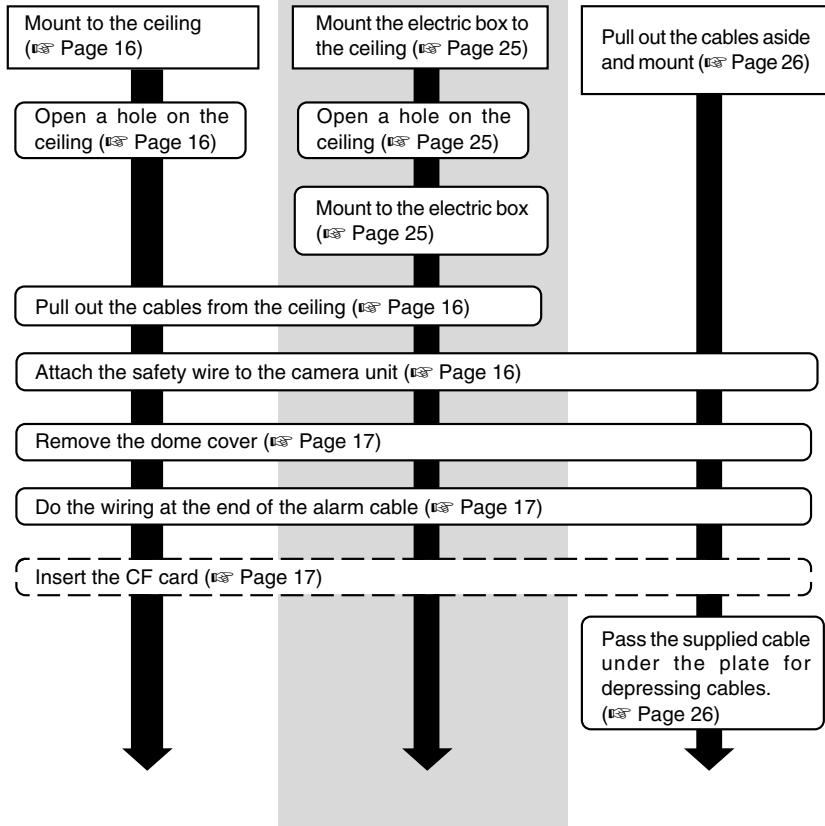 Mount to the ceiling
(☞ Page 16)
Mount the electric box to
the ceiling (☞ Page 25)
Pull out the cables aside
and mount (☞ Page 26)
Open a hole on the
ceiling (☞ Page 16)
Open a hole on the
ceiling (☞ Page 25)
Mount to the electric box
(☞ Page 25)
Pull out the cables from the ceiling (☞ Page 16)
Attach the safety wire to the camera unit (☞ Page 16)
Remove the dome cover (☞ Page 17)
Do the wiring at the end of the alarm cable (☞ Page 17)
Insert the CF card (☞ Page 17)
Pass the supplied cable
under the plate for
depressing cables.
(☞ Page 26)